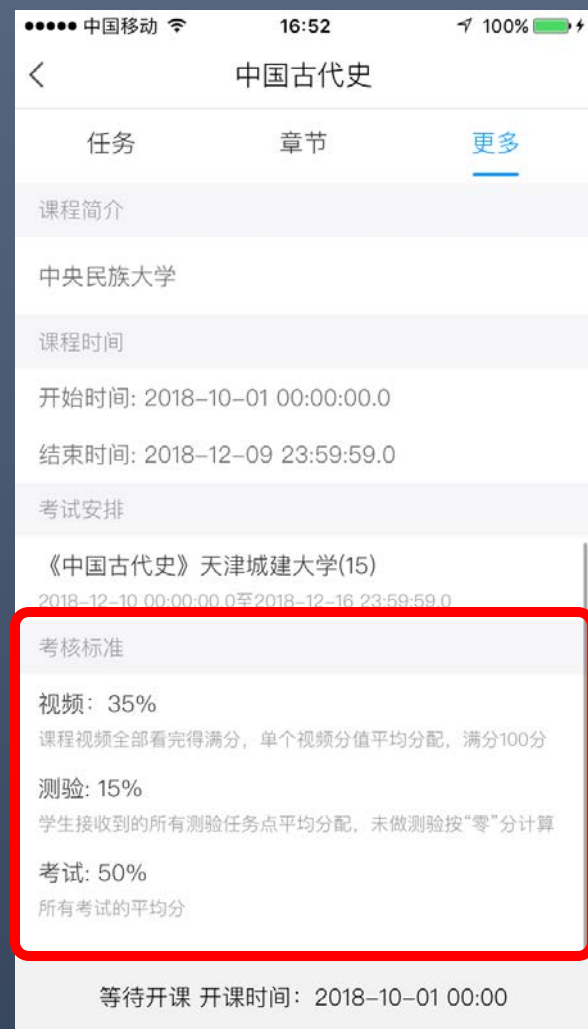 中国移动 16:52 100%
中国古代史
任务 章节 更多
课程简介
中央民族大学
课程时间
开始时间: 2018-10-01 00:00:00.0
结束时间: 2018-12-09 23:59:59.0
考试安排
《中国古代史》天津城建大学(15)
2018-12-10 00:00:00.0至2018-12-16 23:59:59.0
考核标准
视频：35%
课程视频全部看完得满分，单个视频分值平均分配，满分100分
测验: 15%
学生接收到的所有测验任务点平均分配，未做测验按“零”分计算
考试: 50%
所有考试的平均分
等待开课 开课时间：2018-10-01 00:00